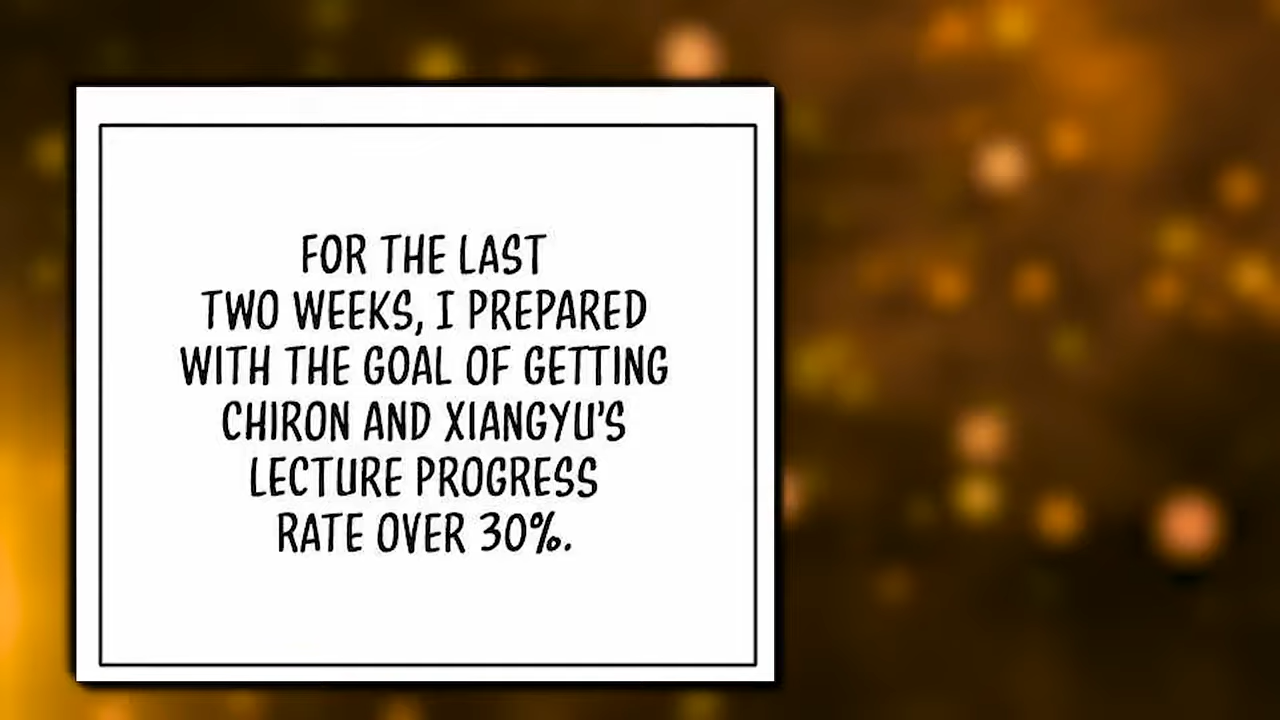 FOR THE LAST
TWO WEEKS, I PREPARED
WITH THE GOAL OF GETTING
CHIRON AND XIANGYU'S
LECTURE PROGRESS
RATE OVER 30%.